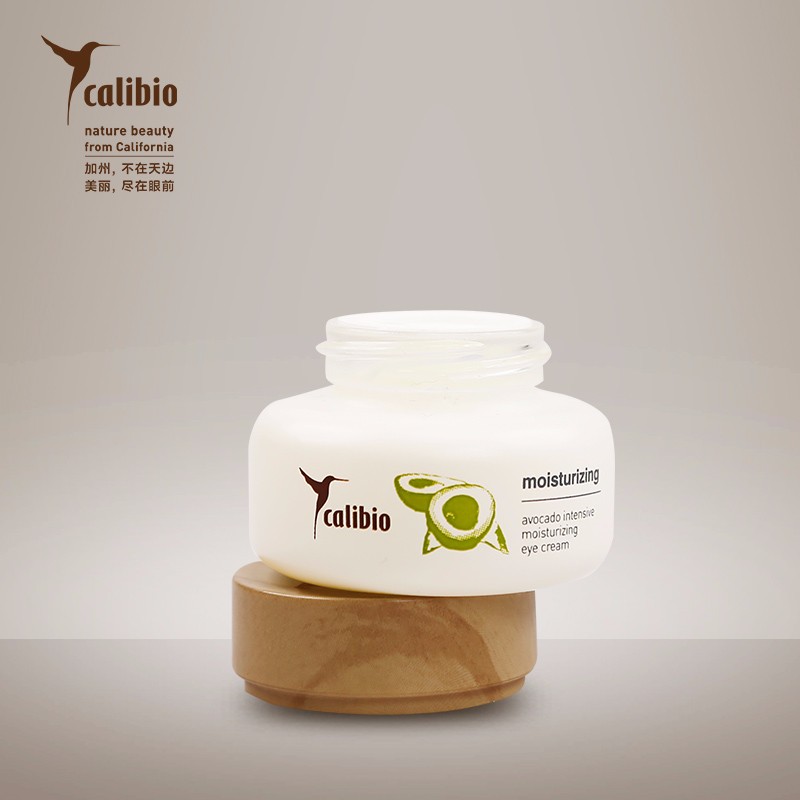 calibio
nature beauty
from California
加州，不在天边
美丽，尽在眼前
calibio
moisturizing
avocado intensive
moisturizing
eye cream